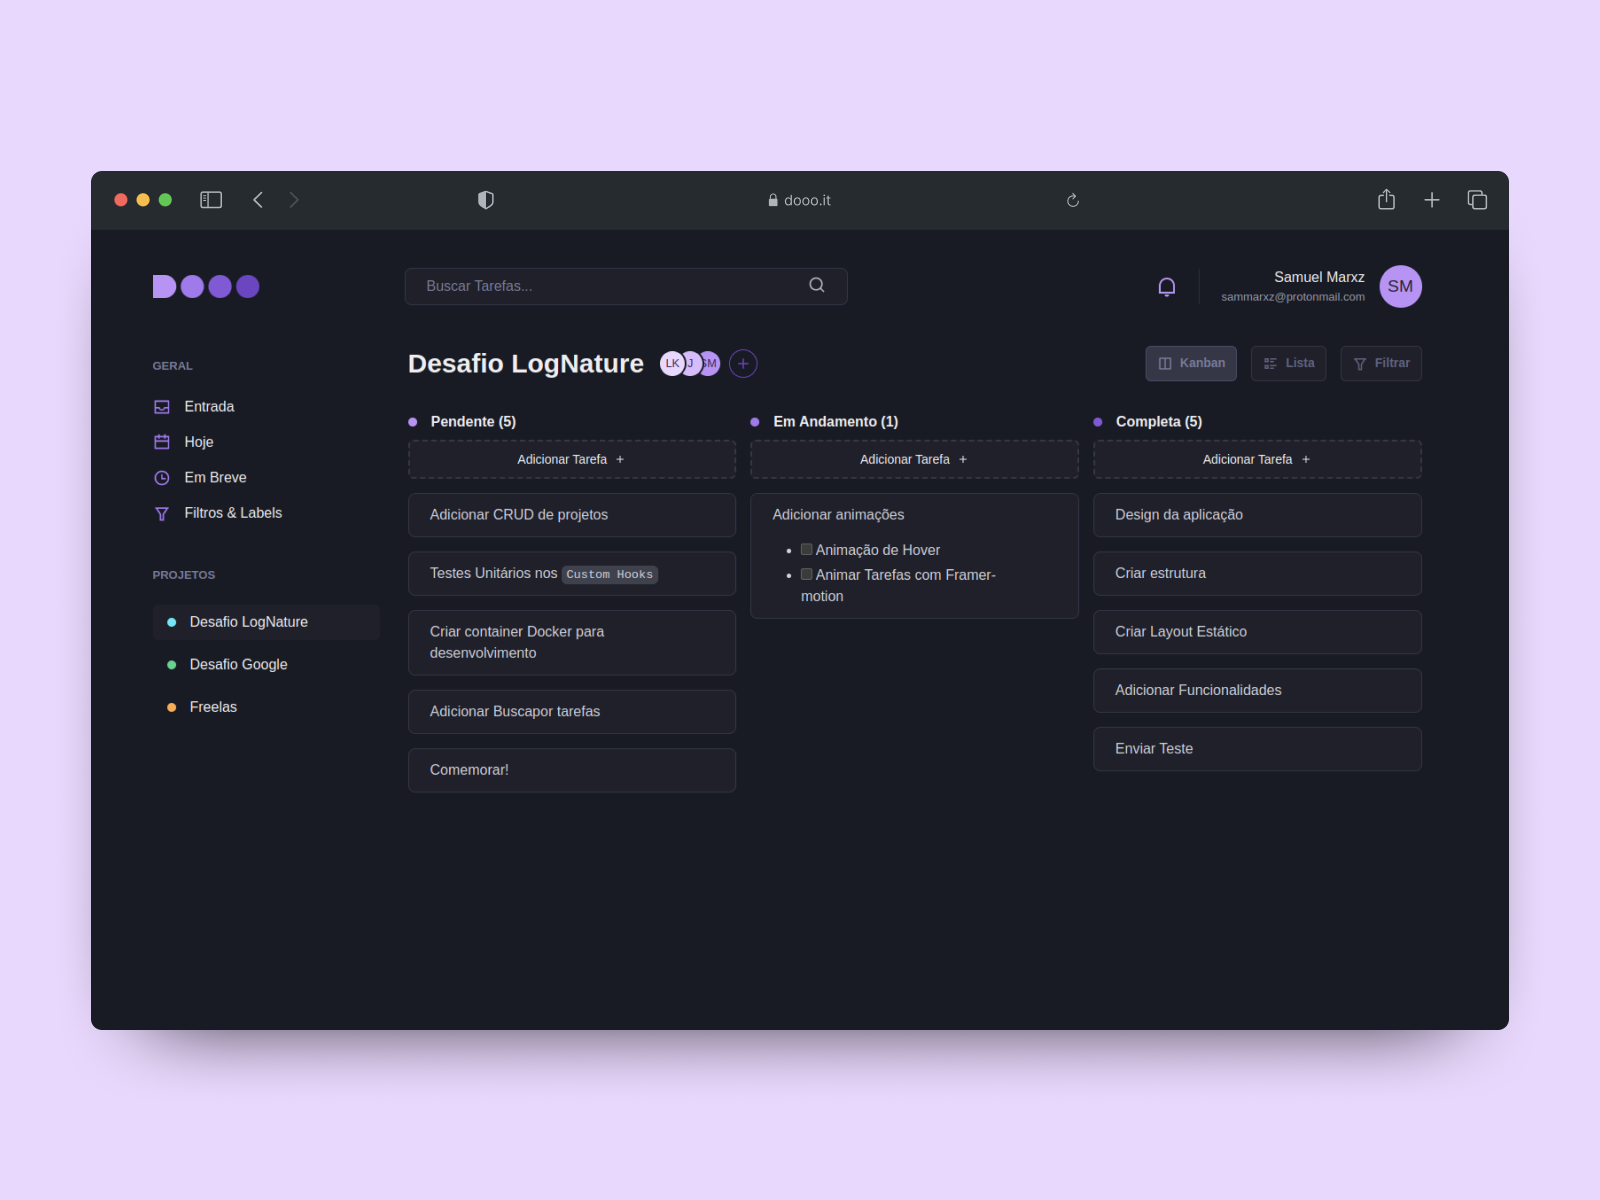 dooo.it
Buscar Tarefas...
Samuel Marxz
sammarxz@protonmail.com
SM
GERAL
Entrada
Hoje
Em Breve
Filtros & Labels
PROJETOS
Desafio LogNature
Desafio Google
Freelas
Desafio LogNature
LK J SM
Kanban
Lista
Filtrar
Pendente (5)
Adicionar Tarefa +
Adicionar CRUD de projetos
Testes Unitários nos Custom Hooks
Criar container Docker para
desenvolvimento
Adicionar Buscapor tarefas
Comemorar!
Em Andamento (1)
Adicionar Tarefa +
Adicionar animações
Animação de Hover
Animar Tarefas com Framer-
motion
Completa (5)
Adicionar Tarefa +
Design da aplicação
Criar estrutura
Criar Layout Estático
Adicionar Funcionalidades
Enviar Teste